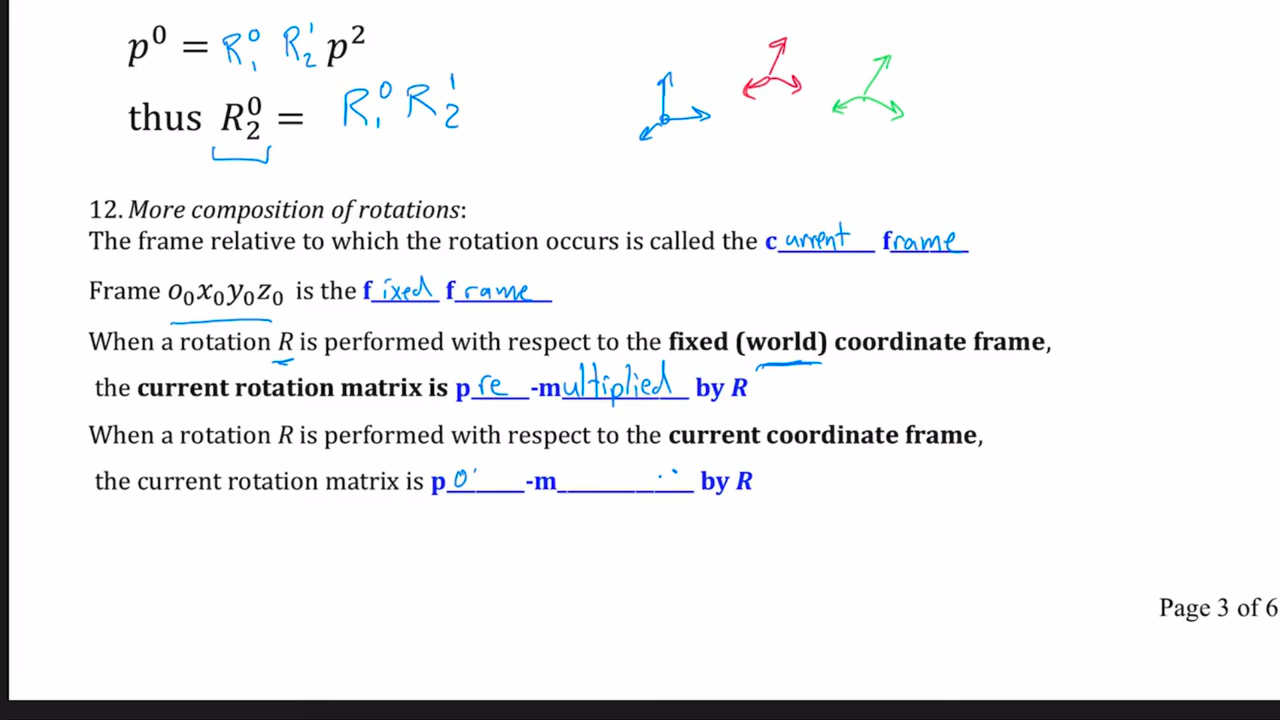 p⁰ = R₁⁰ R₂¹ p²
thus R₂⁰ = R₁⁰ R₂¹
12. More composition of rotations:
The frame relative to which the rotation occurs is called the current frame
Frame o₀x₀y₀z₀ is the fixed frame
When a rotation R is performed with respect to the fixed (world) coordinate frame,
the current rotation matrix is pre-multiplied by R
When a rotation R is performed with respect to the current coordinate frame,
the current rotation matrix is po_____-m__________ by R
Page 3 of 6